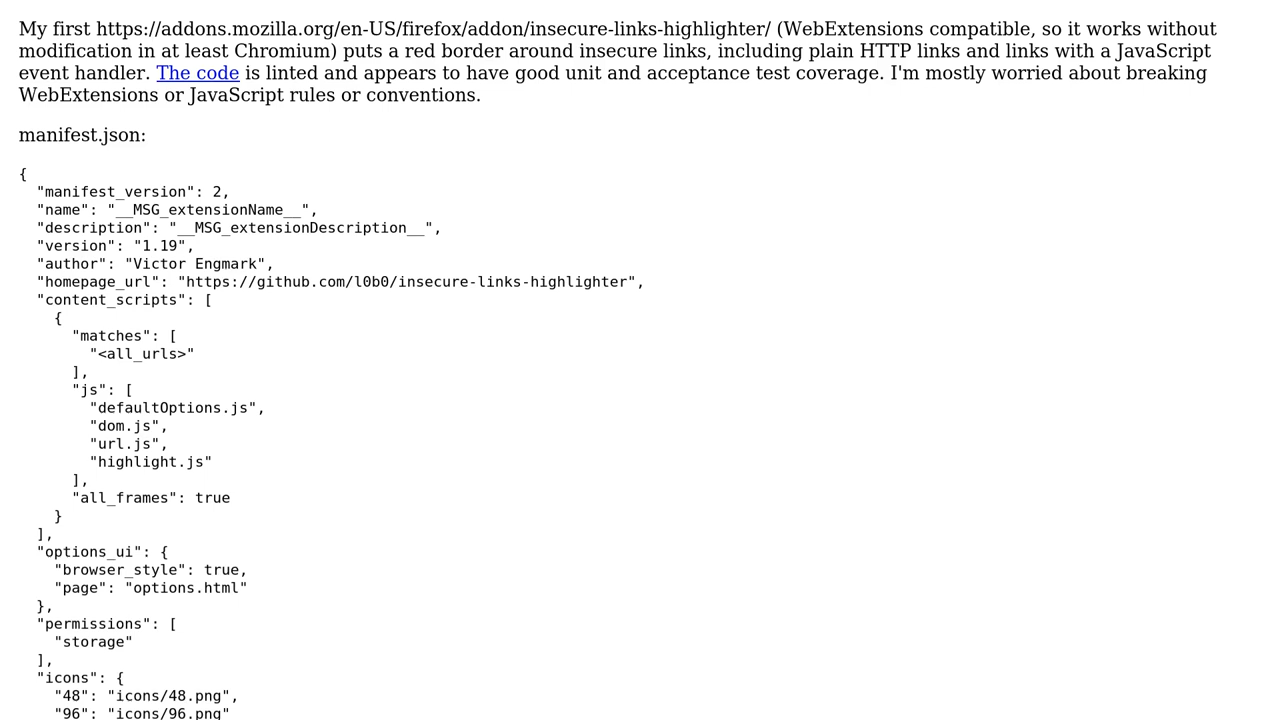 My first https://addons.mozilla.org/en-US/firefox/addon/insecure-links-highlighter/ (WebExtensions compatible, so it works without
modification in at least Chromium) puts a red border around insecure links, including plain HTTP links and links with a JavaScript
event handler. The code is linted and appears to have good unit and acceptance test coverage. I'm mostly worried about breaking
WebExtensions or JavaScript rules or conventions.
manifest.json:
{
  "manifest_version": 2,
  "name": "__MSG_extensionName__",
  "description": "__MSG_extensionDescription__",
  "version": "1.19",
  "author": "Victor Engmark",
  "homepage_url": "https://github.com/l0b0/insecure-links-highlighter",
  "content_scripts": [
    {
      "matches": [
        "<all_urls>"
      ],
      "js": [
        "defaultOptions.js",
        "dom.js",
        "url.js",
        "highlight.js"
      ],
      "all_frames": true
    }
  ],
  "options_ui": {
    "browser_style": true,
    "page": "options.html"
  },
  "permissions": [
    "storage"
  ],
  "icons": {
    "48": "icons/48.png",
    "96": "icons/96.png"